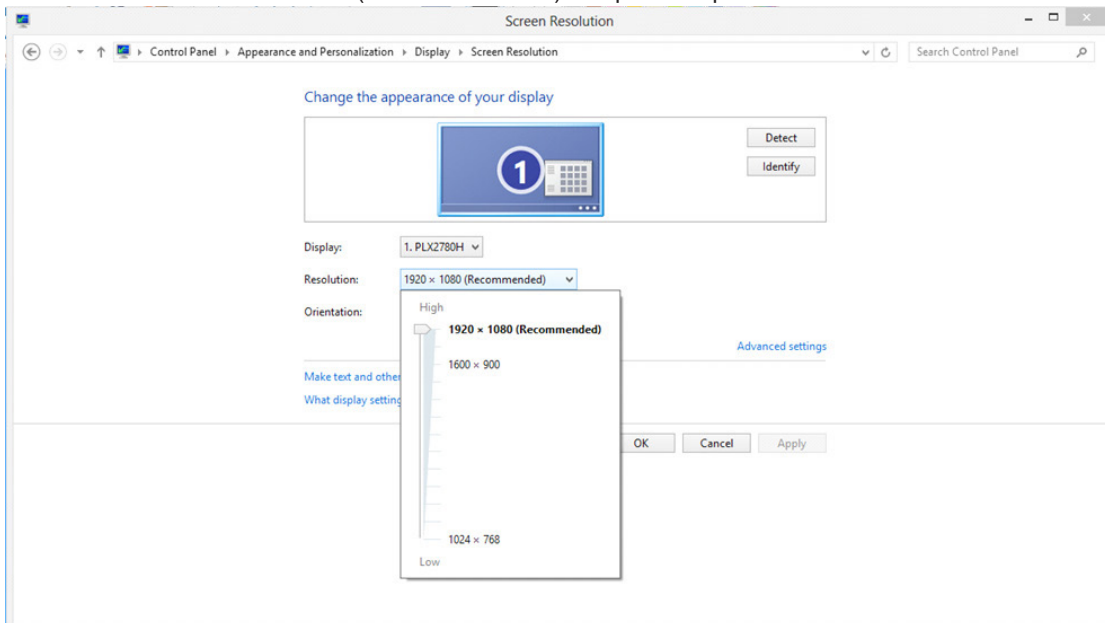 Screen Resolution
Control Panel Appearance and Personalization Display Screen Resolution
Search Control Panel
Change the appearance of your display
1
Detect
Identify
Display: 1. PLX2780H
Resolution: 1920 × 1080 (Recommended)
Orientation:
High
1920 × 1080 (Recommended)
1600 × 900
1024 × 768
Low
Advanced settings
Make text and other
What display setting
OK Cancel Apply